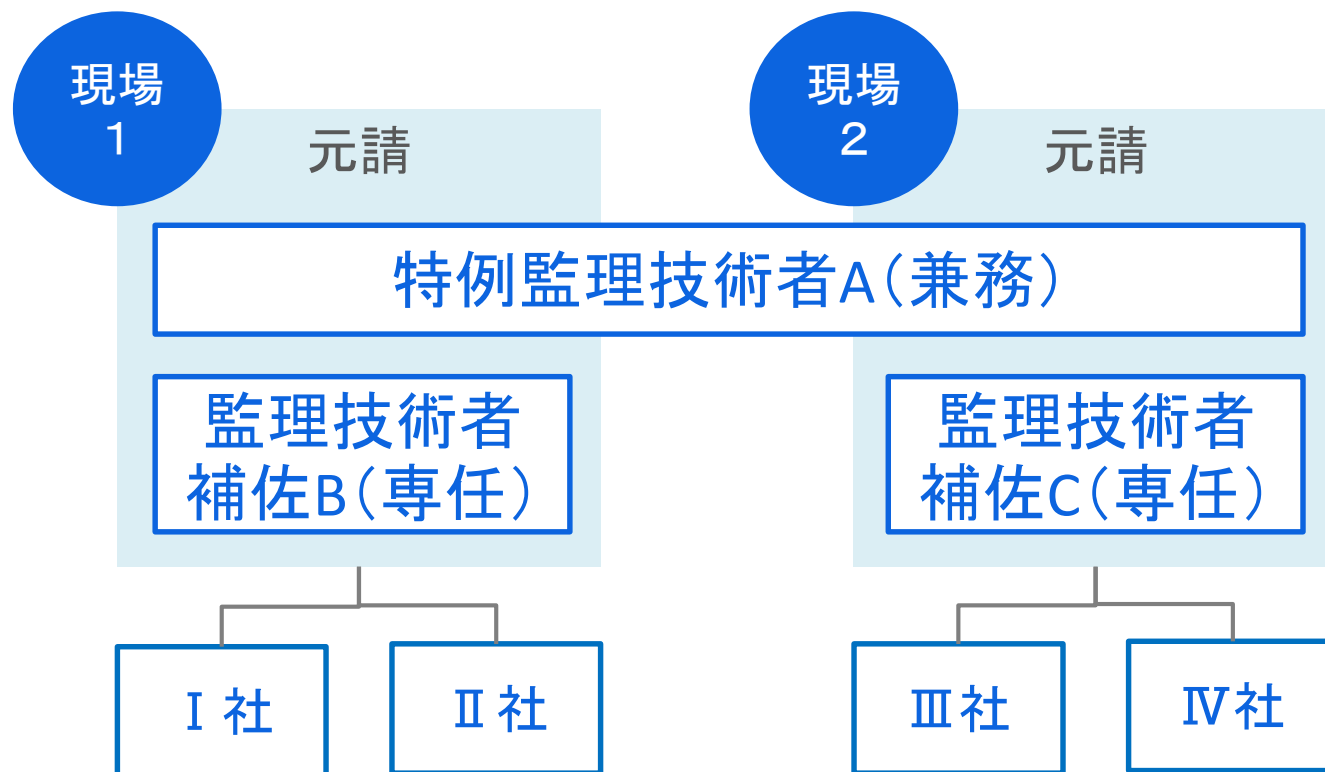 現場
1
元請
現場
2
元請
特例監理技術者A(兼務)
監理技術者
補佐B(専任)
監理技術者
補佐C(専任)
Ⅰ社
Ⅱ社
Ⅲ社
Ⅳ社